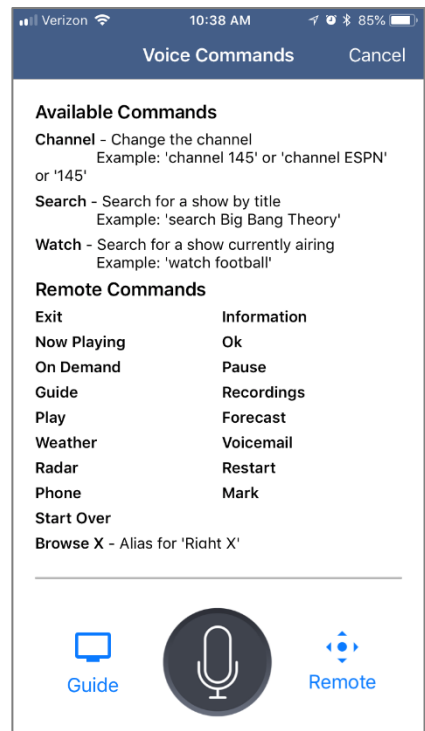 Verizon 10:38 AM 85%
Voice Commands Cancel
Available Commands
Channel - Change the channel
Example: 'channel 145' or 'channel ESPN'
or '145'
Search - Search for a show by title
Example: 'search Big Bang Theory'
Watch - Search for a show currently airing
Example: 'watch football'
Remote Commands
Exit Information
Now Playing Ok
On Demand Pause
Guide Recordings
Play Forecast
Weather Voicemail
Radar Restart
Phone Mark
Start Over
Browse X - Alias for 'Right X'
Guide Remote